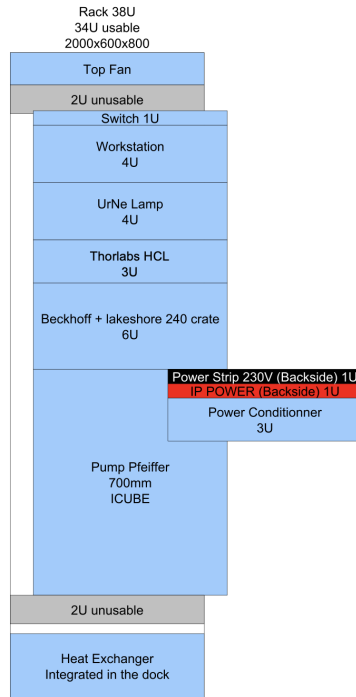 Rack 38U
34U usable
2000x600x800
Top Fan
2U unusable
Switch 1U
Workstation
4U
UrNe Lamp
4U
Thorlabs HCL
3U
Beckhoff + lakeshore 240 crate
6U
Power Strip 230V (Backside) 1U
IP POWER (Backside) 1U
Power Conditionner
3U
Pump Pfeiffer
700mm
ICUBE
2U unusable
Heat Exchanger
Integrated in the dock